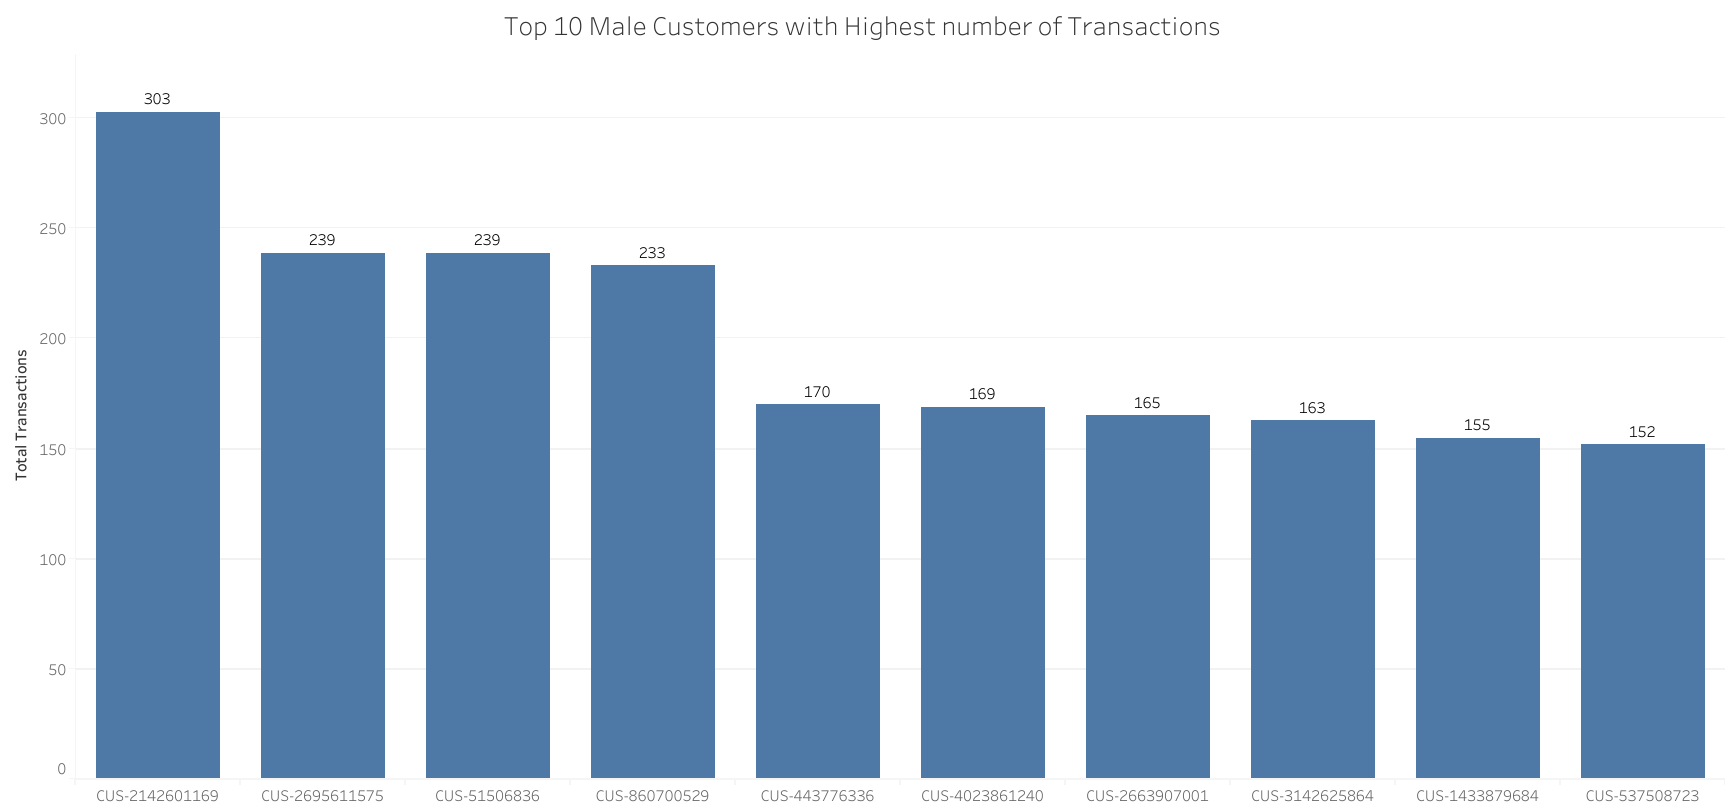 Top 10 Male Customers with Highest number of Transactions
Total Transactions
300
250
200
150
100
50
0
303
239
239
233
170
169
165
163
155
152
CUS-2142601169
CUS-2695611575
CUS-51506836
CUS-860700529
CUS-443776336
CUS-4023861240
CUS-2663907001
CUS-3142625864
CUS-1433879684
CUS-537508723